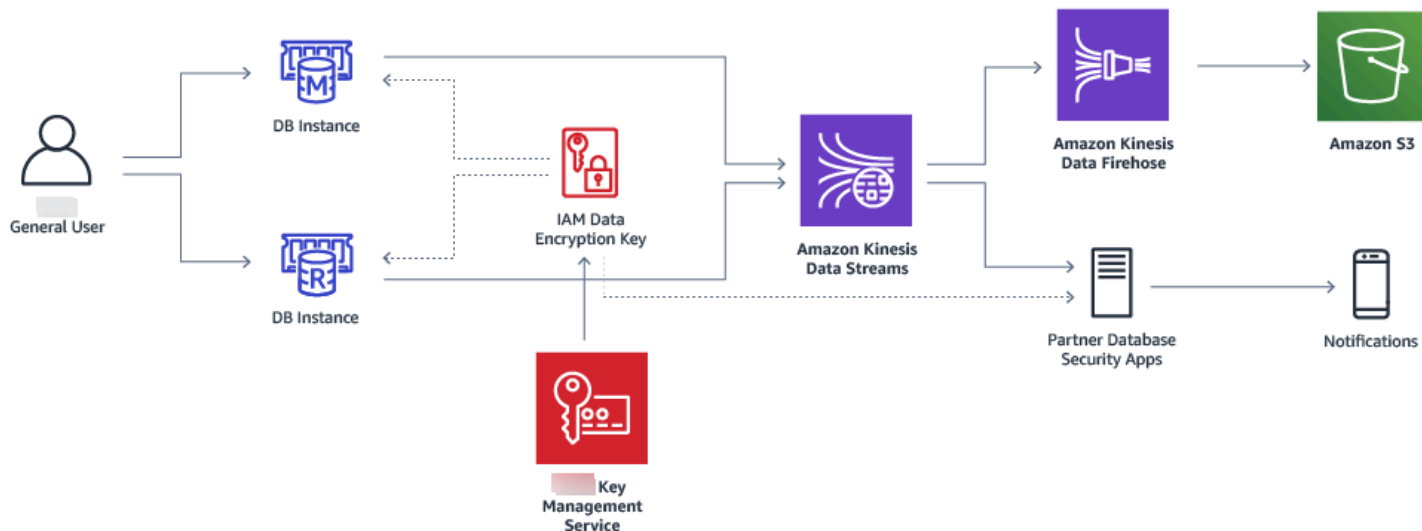 M
DB Instance
General User
R
DB Instance
IAM Data
Encryption Key
Key
Management
Service
Amazon Kinesis
Data Streams
Amazon Kinesis
Data Firehose
Amazon S3
Partner Database
Security Apps
Notifications